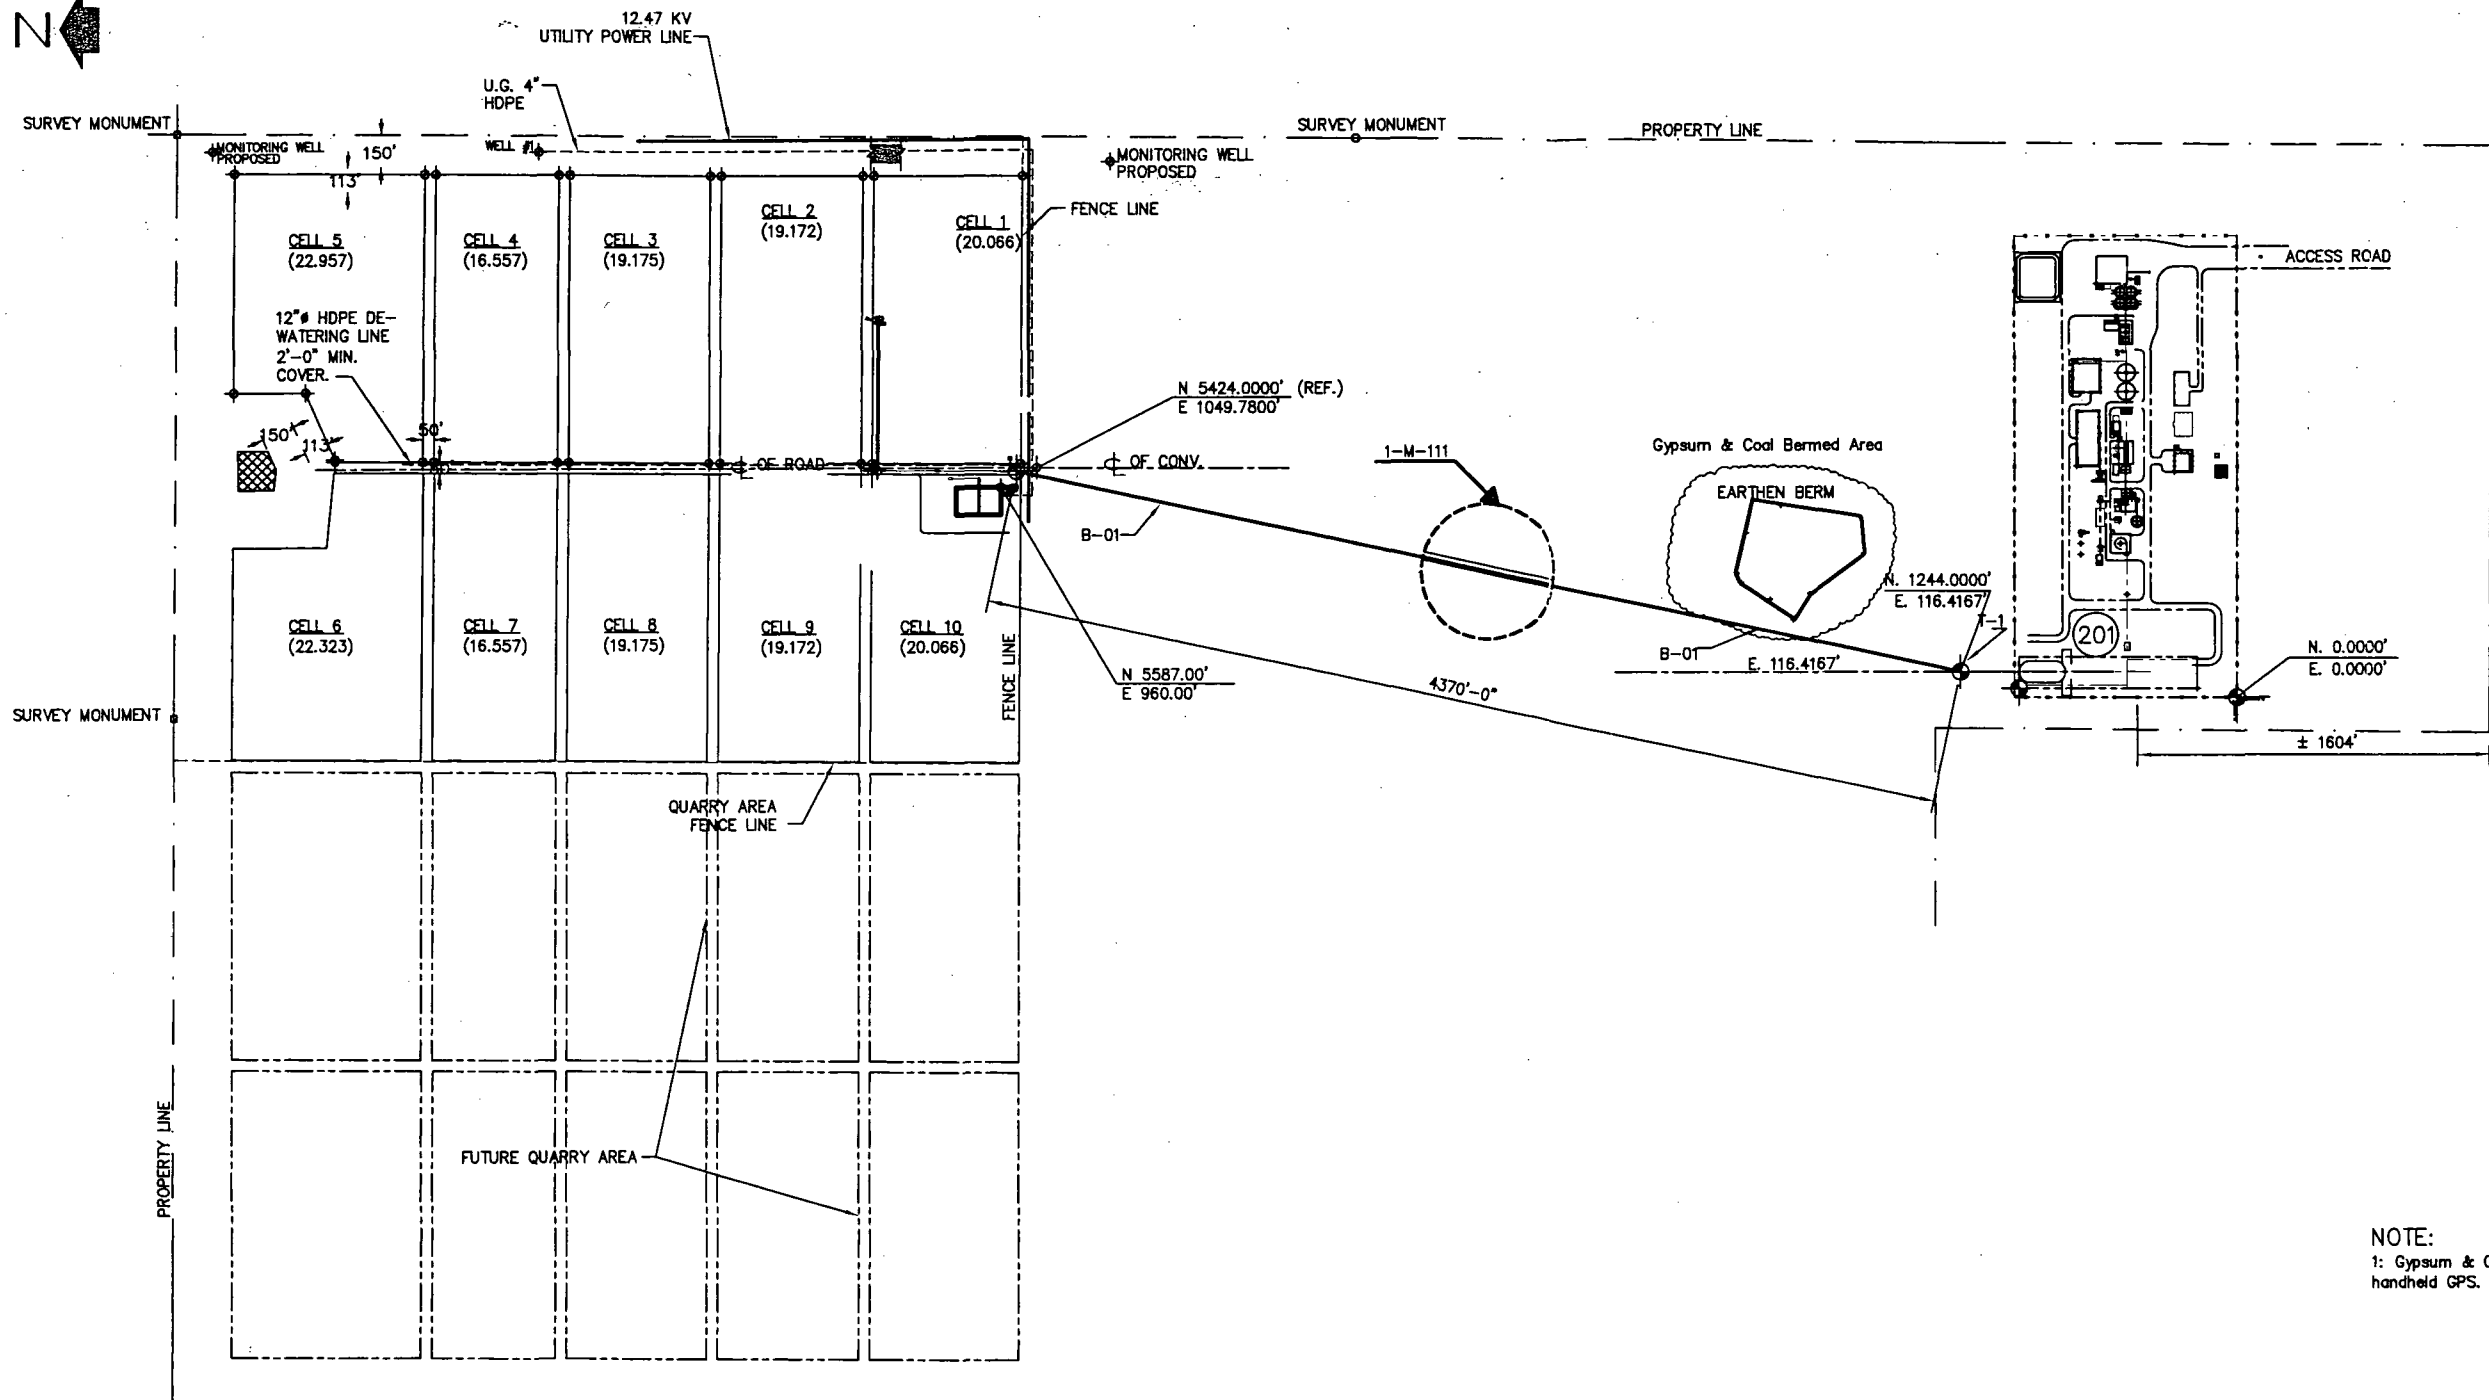 N
12.47 KV
UTILITY POWER LINE
U.G. 4"
HDPE
SURVEY MONUMENT
MONITORING WELL
PROPOSED
150'
113'
WELL #1
SURVEY MONUMENT
PROPERTY LINE
MONITORING WELL
PROPOSED
FENCE LINE
CELL 5
(22.957)
CELL 4
(16.557)
CELL 3
(19.175)
CELL 2
(19.172)
CELL 1
(20.066)
ACCESS ROAD
12"ø HDPE DE-
WATERING LINE
2'-0" MIN.
COVER.
150'
113'
50'
℄ OF ROAD
N 5424.0000' (REF.)
E 1049.7800'
℄ OF CONV.
1-M-111
Gypsum & Coal Bermed Area
EARTHEN BERM
B-01
N. 1244.0000'
E. 116.4167'
T-1
201
CELL 6
(22.323)
CELL 7
(16.557)
CELL 8
(19.175)
CELL 9
(19.172)
CELL 10
(20.066)
FENCE LINE
N 5587.00'
E 960.00'
B-01
E. 116.4167'
4370'-0"
N. 0.0000'
E. 0.0000'
SURVEY MONUMENT
± 1604'
QUARRY AREA
FENCE LINE
PROPERTY LINE
FUTURE QUARRY AREA
NOTE:
1: Gypsum & C
handheld GPS.